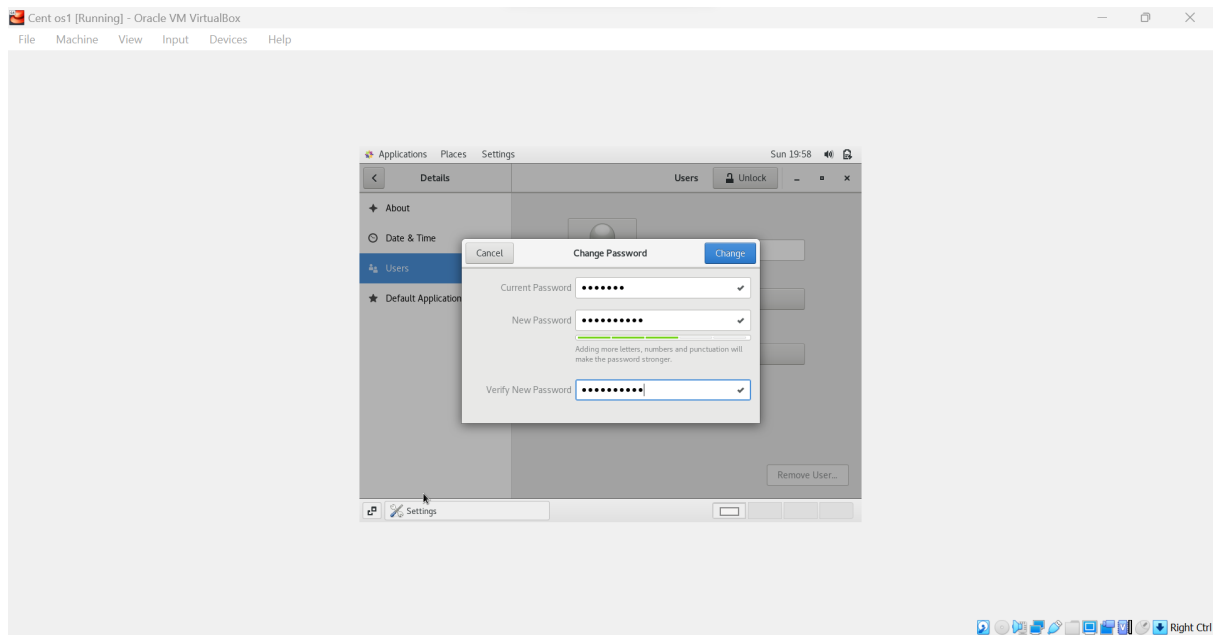 Cent os1 [Running] - Oracle VM VirtualBox
File Machine View Input Devices Help
Applications Places Settings Sun 19:58
Details Users Unlock
About
Date & Time
Users
Default Application
Cancel Change Password Change
Current Password •••••••
New Password ••••••••••
Adding more letters, numbers and punctuation will
make the password stronger.
Verify New Password ••••••••••
Remove User...
Settings
Right Ctrl